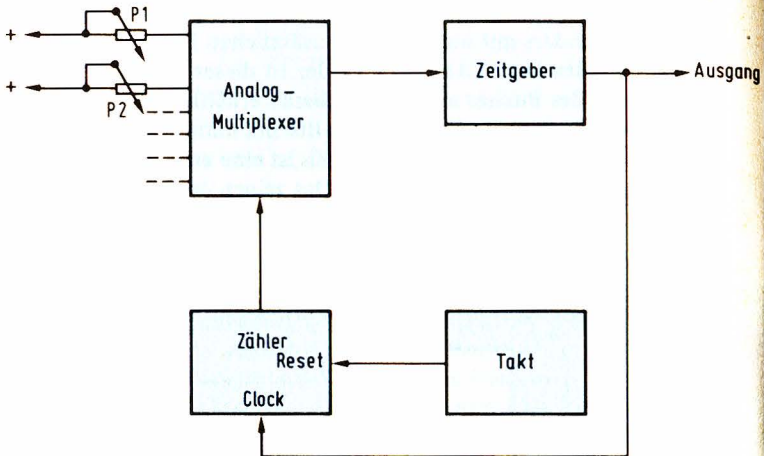 P1
+
+
P2
Analog –
Multiplexer
Zeitgeber
Ausgang
Zähler
Reset
Clock
Takt